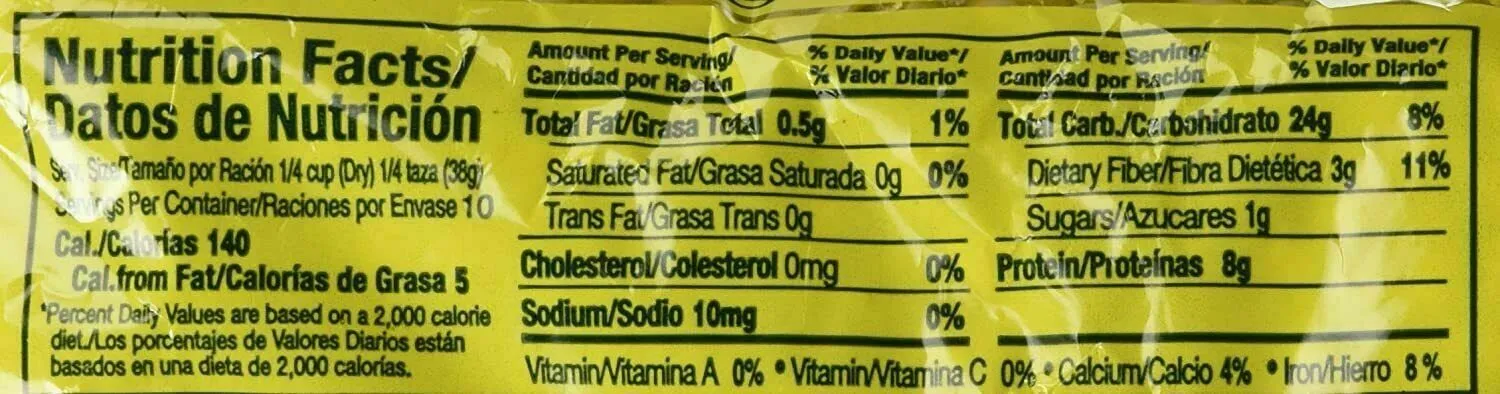 Nutrition Facts/
Datos de Nutrición
Serv. Size/Tamaño por Ración 1/4 cup (Dry) 1/4 taza (38g)
Servings Per Container/Raciones por Envase 10
Cal./Calorías 140
Cal.from Fat/Calorías de Grasa 5
*Percent Daily Values are based on a 2,000 calorie
diet./Los porcentajes de Valores Diarios están
basados en una dieta de 2,000 calorías.
Amount Per Serving/ % Daily Value*/
Cantidad por Ración % Valor Diario*
Total Fat/Grasa Total 0.5g 1%
Saturated Fat/Grasa Saturada 0g 0%
Trans Fat/Grasa Trans 0g
Cholesterol/Colesterol 0mg 0%
Sodium/Sodio 10mg 0%
Amount Per Serving/ % Daily Value*/
Cantidad por Ración % Valor Diario*
Total Carb./Carbohidrato 24g 8%
Dietary Fiber/Fibra Dietética 3g 11%
Sugars/Azucares 1g
Protein/Proteínas 8g
Vitamin/Vitamina A 0% • Vitamin/Vitamina C 0% • Calcium/Calcio 4% • Iron/Hierro 8%